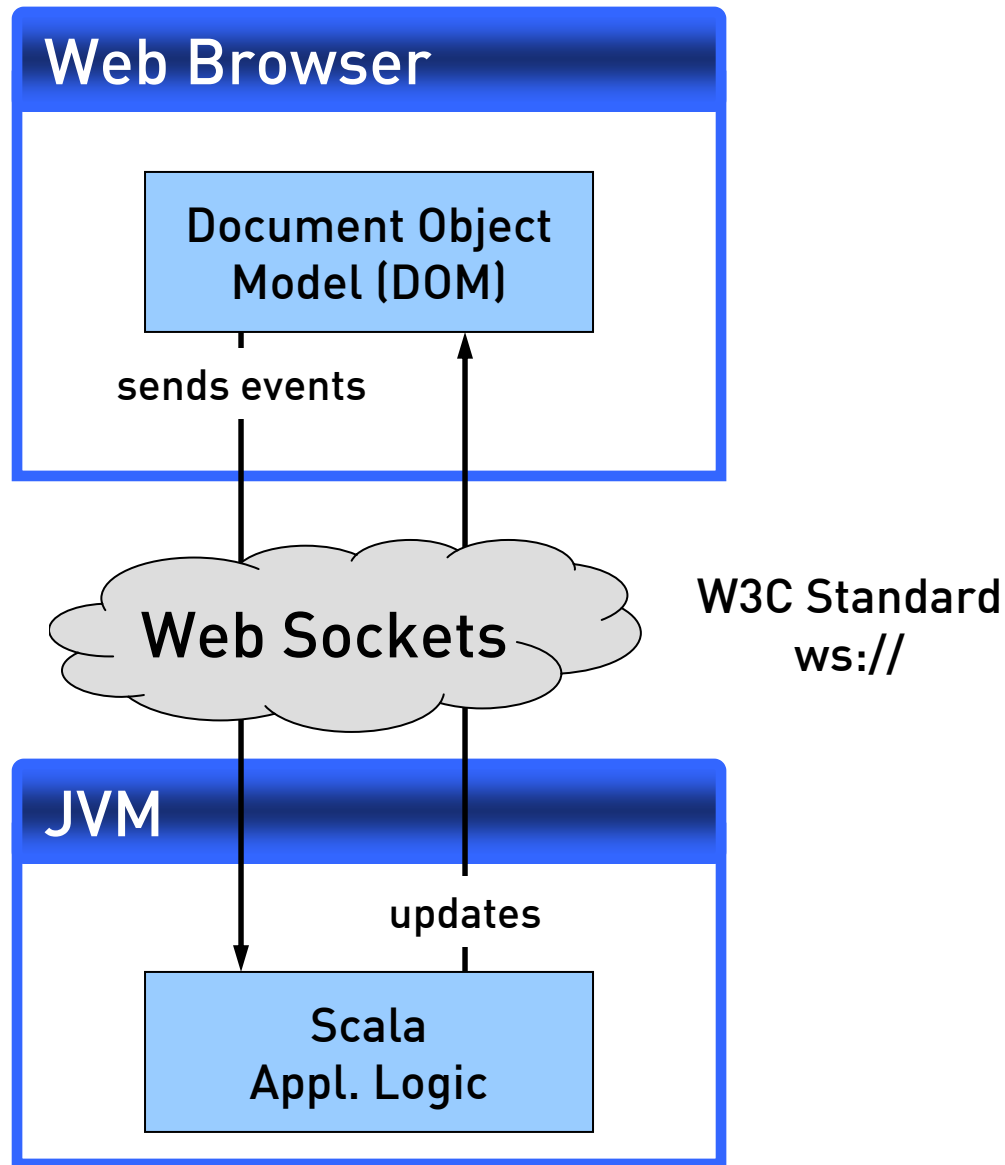 Web Browser
Document Object
Model (DOM)
sends events
Web Sockets
W3C Standard
ws://
JVM
updates
Scala
Appl. Logic